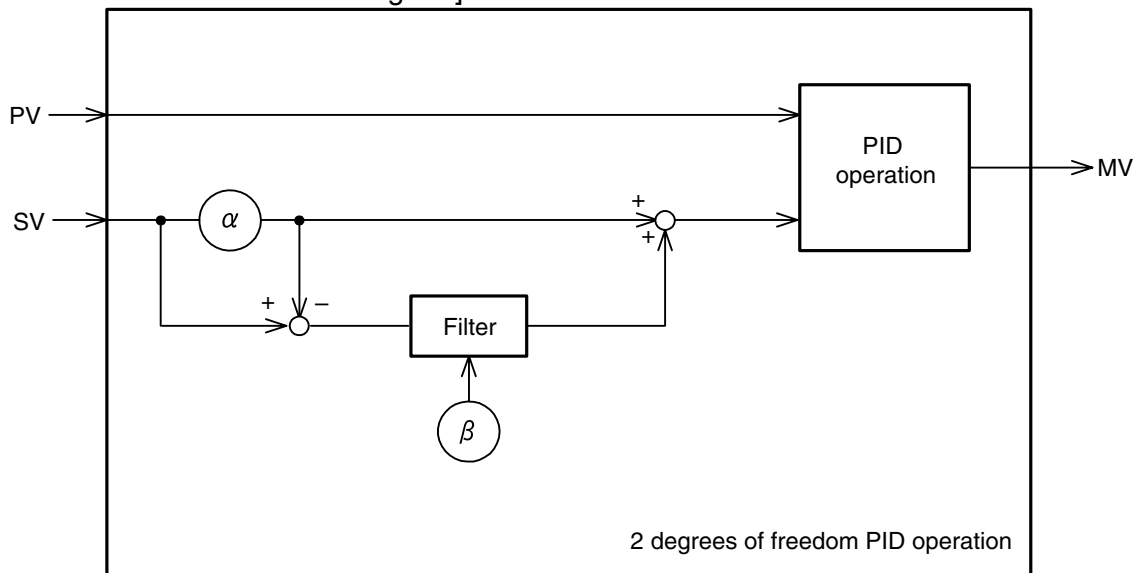 PV
PID
operation
MV
SV
α
+
+
+
−
Filter
β
2 degrees of freedom PID operation